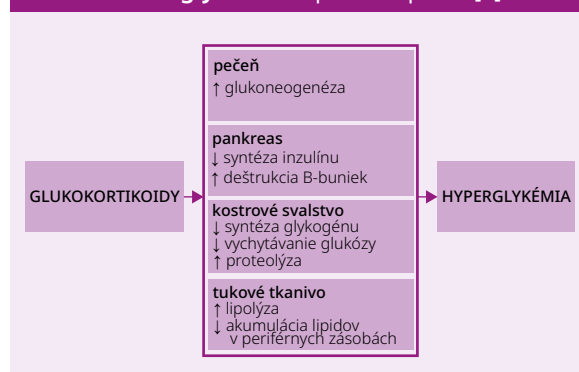 GLUKOKORTIKOIDY
pečeň
↑ glukoneogenéza
pankreas
↓ syntéza inzulínu
↑ deštrukcia B-buniek
kostrové svalstvo
↓ syntéza glykogénu
↓ vychytávanie glukózy
↑ proteolýza
tukové tkanivo
↑ lipolýza
↓ akumulácia lipidov
v periférnych zásobách
HYPERGLYKÉMIA